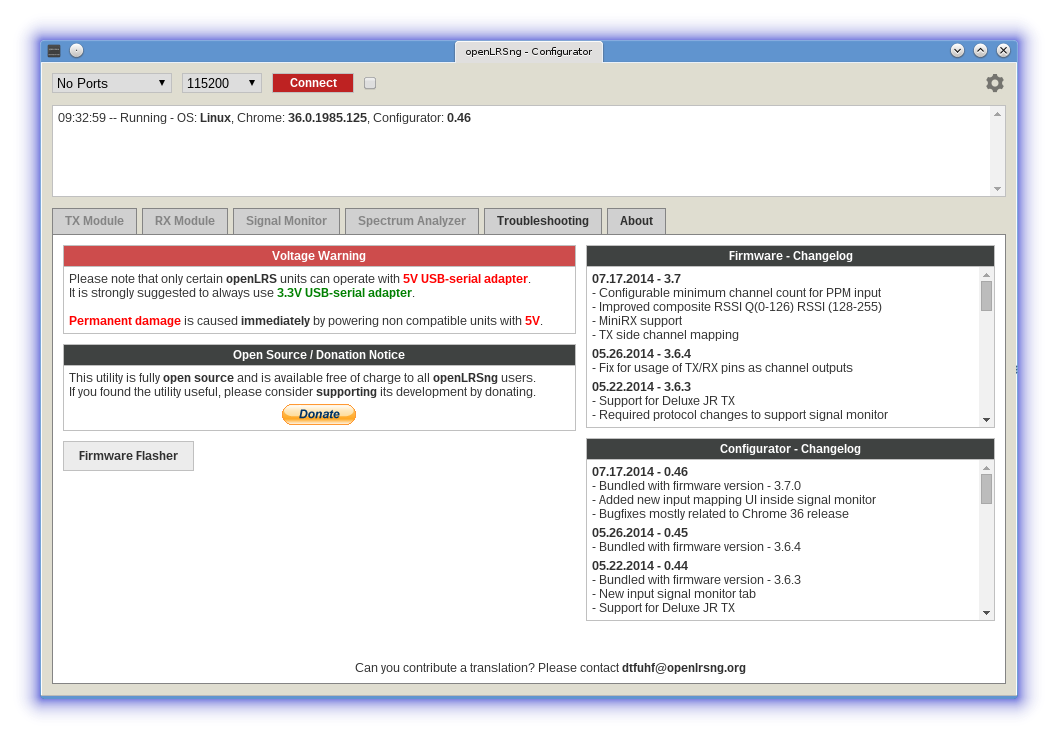 openLRSng - Configurator
No Ports
115200
Connect
09:32:59 -- Running - OS: Linux, Chrome: 36.0.1985.125, Configurator: 0.46
TX Module
RX Module
Signal Monitor
Spectrum Analyzer
Troubleshooting
About
Voltage Warning
Please note that only certain openLRS units can operate with 5V USB-serial adapter.
It is strongly suggested to always use 3.3V USB-serial adapter.
Permanent damage is caused immediately by powering non compatible units with 5V.
Open Source / Donation Notice
This utility is fully open source and is available free of charge to all openLRSng users.
If you found the utility useful, please consider supporting its development by donating.
Donate
Firmware Flasher
Firmware - Changelog
07.17.2014 - 3.7
- Configurable minimum channel count for PPM input
- Improved composite RSSI Q(0-126) RSSI (128-255)
- MiniRX support
- TX side channel mapping
05.26.2014 - 3.6.4
- Fix for usage of TX/RX pins as channel outputs
05.22.2014 - 3.6.3
- Support for Deluxe JR TX
- Required protocol changes to support signal monitor
Configurator - Changelog
07.17.2014 - 0.46
- Bundled with firmware version - 3.7.0
- Added new input mapping UI inside signal monitor
- Bugfixes mostly related to Chrome 36 release
05.26.2014 - 0.45
- Bundled with firmware version - 3.6.4
05.22.2014 - 0.44
- Bundled with firmware version - 3.6.3
- New input signal monitor tab
- Support for Deluxe JR TX
Can you contribute a translation? Please contact dtfuhf@openlrsng.org